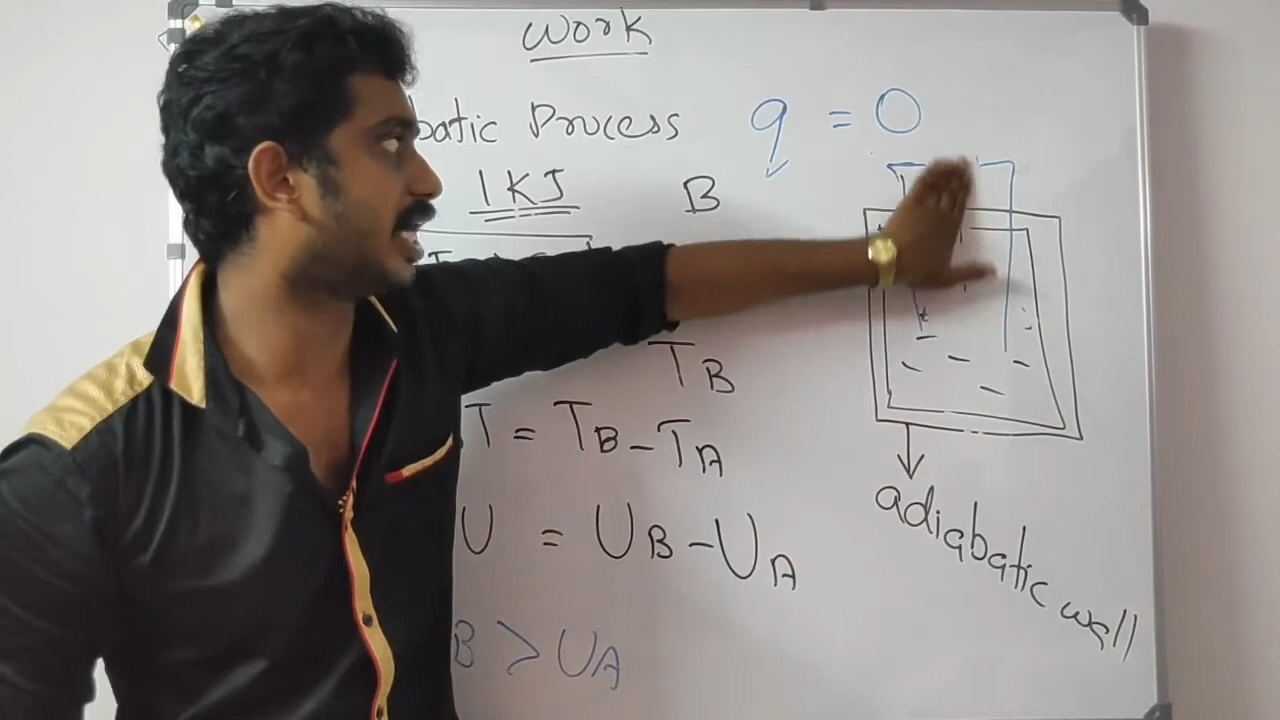 Work
batic Process q = 0
1 KJ B
TB
T = TB - TA
U = UB - UA
B > UA
adiabatic wall